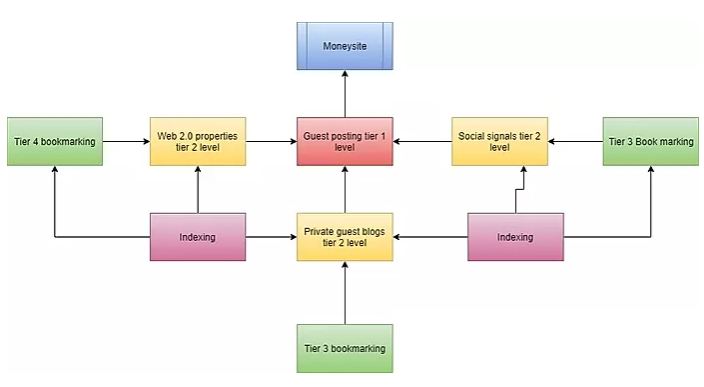 Moneysite
Tier 4 bookmarking
Web 2.0 properties
tier 2 level
Guest posting tier 1
level
Social signals tier 2
level
Tier 3 Book marking
Indexing
Private guest blogs
tier 2 level
Indexing
Tier 3 bookmarking